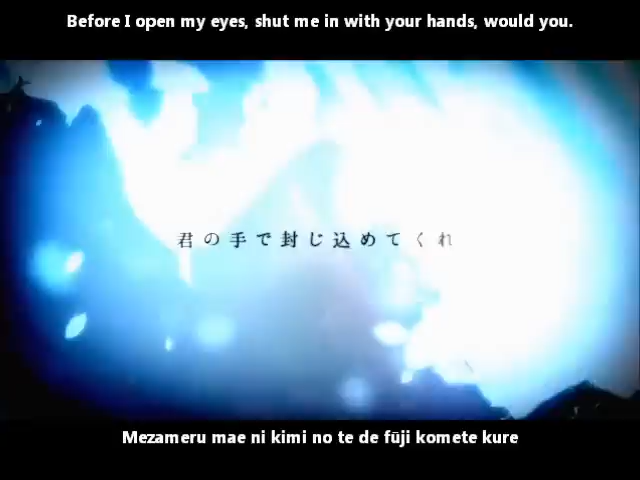 Before I open my eyes, shut me in with your hands, would you.
君の手で封じ込めてくれ
Mezameru mae ni kimi no te de fūji komete kure